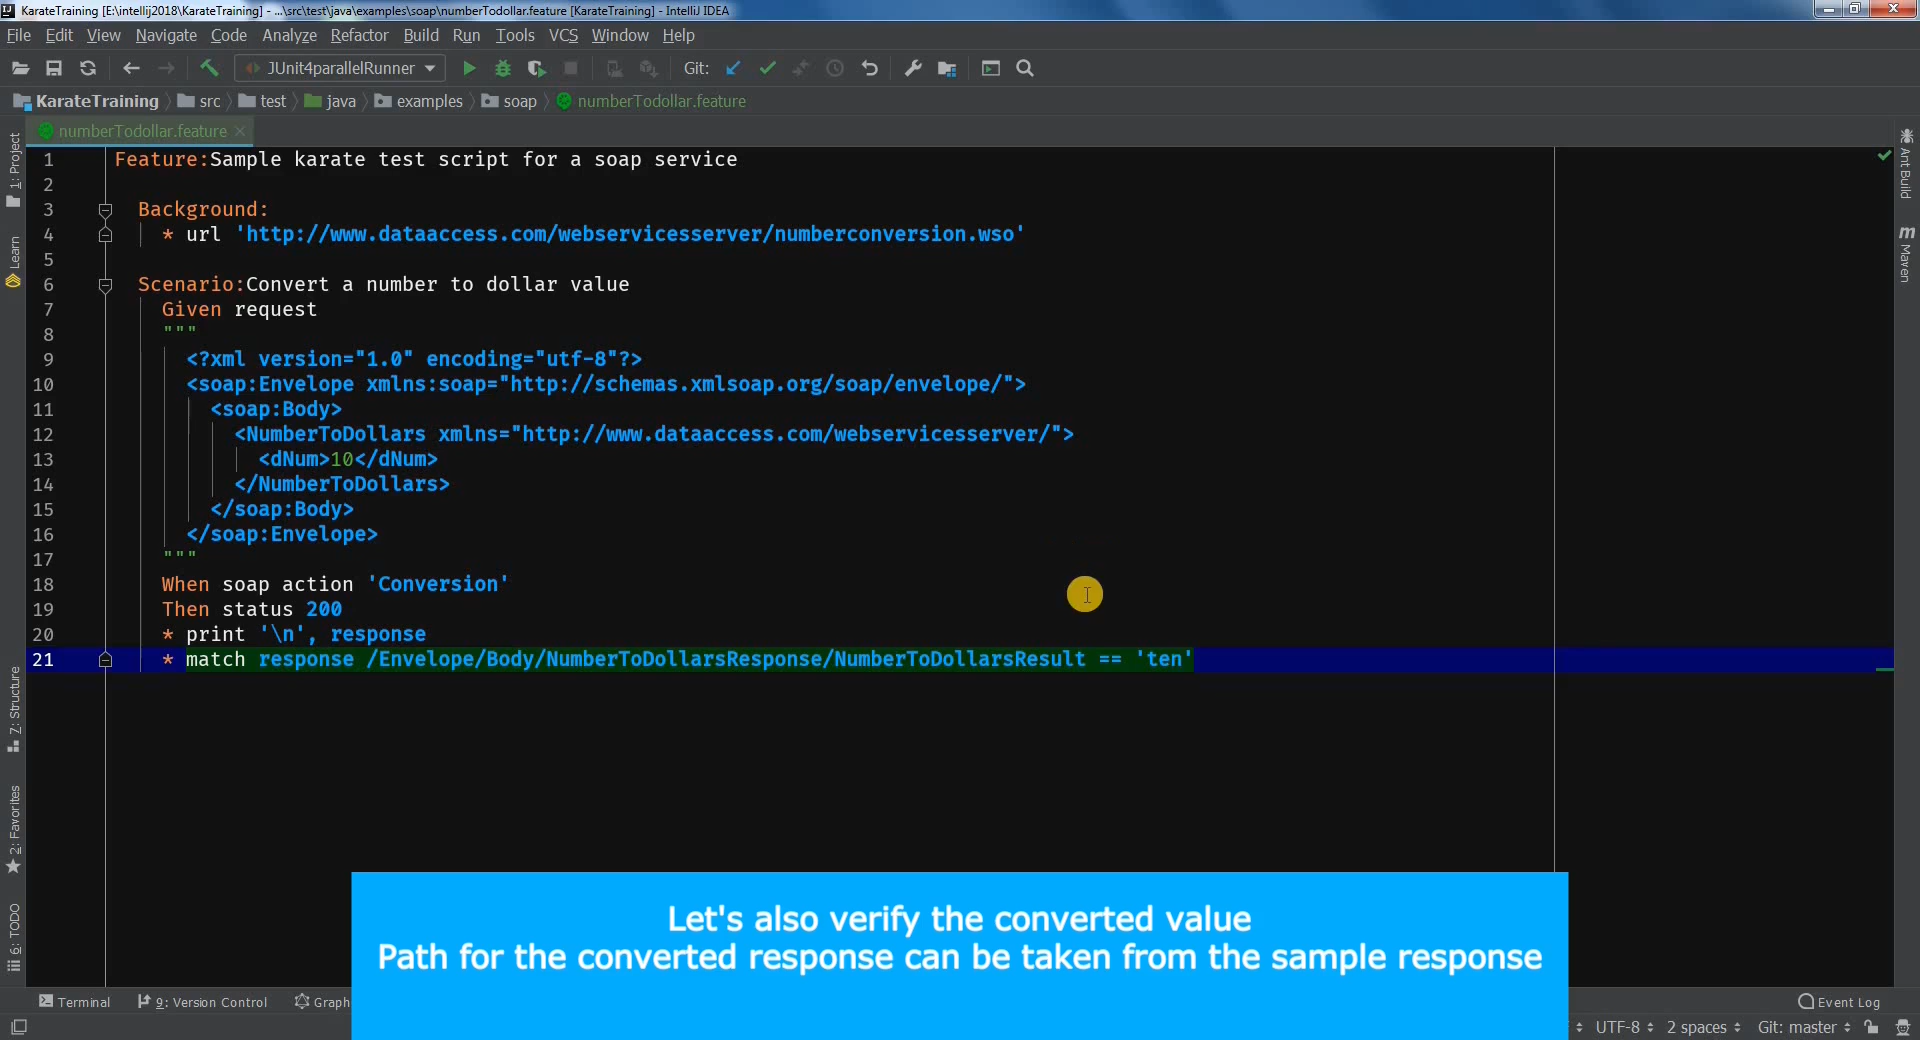 KarateTraining [E:\intellij2018\KarateTraining] - ...\src\test\java\examples\soap\numberTodollar.feature [KarateTraining] - IntelliJ IDEA
File Edit View Navigate Code Analyze Refactor Build Run Tools VCS Window Help
JUnit4parallelRunner Git:
KarateTraining src test java examples soap numberTodollar.feature
numberTodollar.feature
1 Feature:Sample karate test script for a soap service
2
3 Background:
4 * url 'http://www.dataaccess.com/webservicesserver/numberconversion.wso'
5
6 Scenario:Convert a number to dollar value
7 Given request
8 """
9 <?xml version="1.0" encoding="utf-8"?>
10 <soap:Envelope xmlns:soap="http://schemas.xmlsoap.org/soap/envelope/">
11 <soap:Body>
12 <NumberToDollars xmlns="http://www.dataaccess.com/webservicesserver/">
13 <dNum>10</dNum>
14 </NumberToDollars>
15 </soap:Body>
16 </soap:Envelope>
17 """
18 When soap action 'Conversion'
19 Then status 200
20 * print '\n', response
21 * match response /Envelope/Body/NumberToDollarsResponse/NumberToDollarsResult == 'ten'
1: Project
Learn
Z: Structure
2: Favorites
6: TODO
Ant Build
m Maven
Let's also verify the converted value
Path for the converted response can be taken from the sample response
Terminal 9: Version Control Graph Event Log
UTF-8 2 spaces Git: master